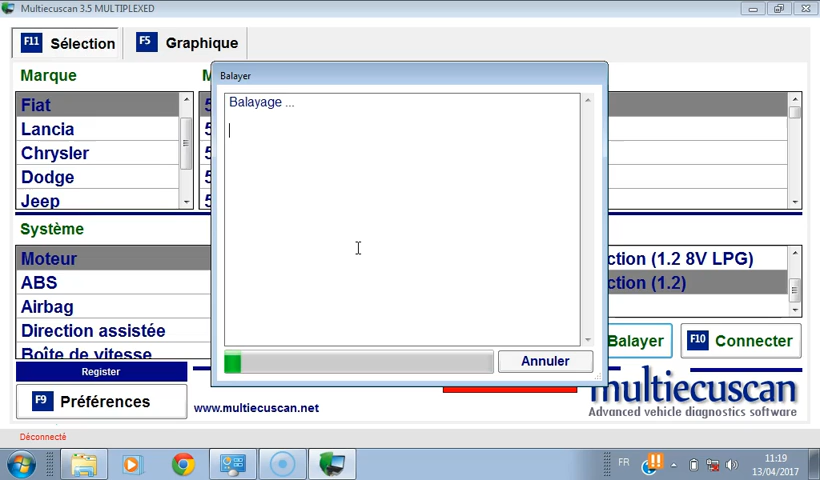 Multiecuscan 3.5 MULTIPLEXED
F11 Sélection
F5 Graphique
Marque
Fiat
Lancia
Chrysler
Dodge
Jeep
Balayer
Balayage ...
Système
Moteur
ABS
Airbag
Direction assistée
Boîte de vitesse
ction (1.2 8V LPG)
ction (1.2)
Annuler
Balayer
F10 Connecter
Register
F9 Préférences
www.multiecuscan.net
multiecuscan
Advanced vehicle diagnostics software
Déconnecté
FR
11:19
13/04/2017